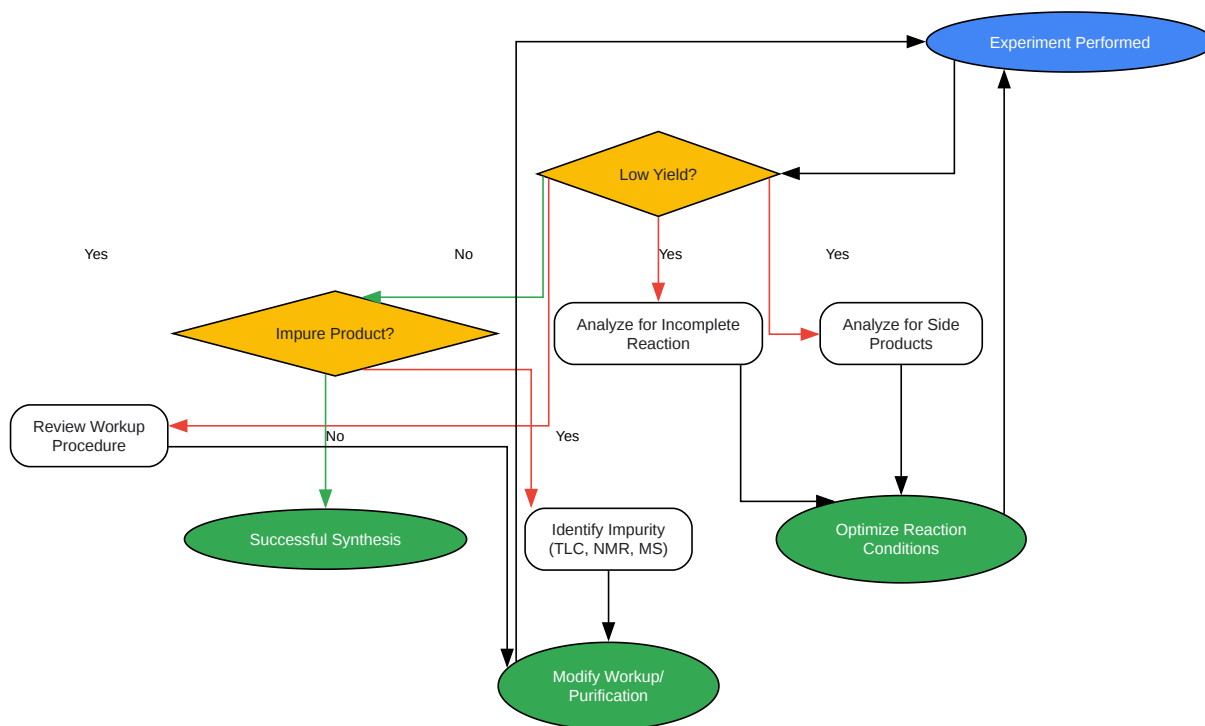 Experiment Performed
Low Yield?
Yes
No
Yes
Yes
Impure Product?
Analyze for Incomplete
Reaction
Analyze for Side
Products
Review Workup
Procedure
No
Yes
Successful Synthesis
Identify Impurity
(TLC, NMR, MS)
Optimize Reaction
Conditions
Modify Workup/
Purification